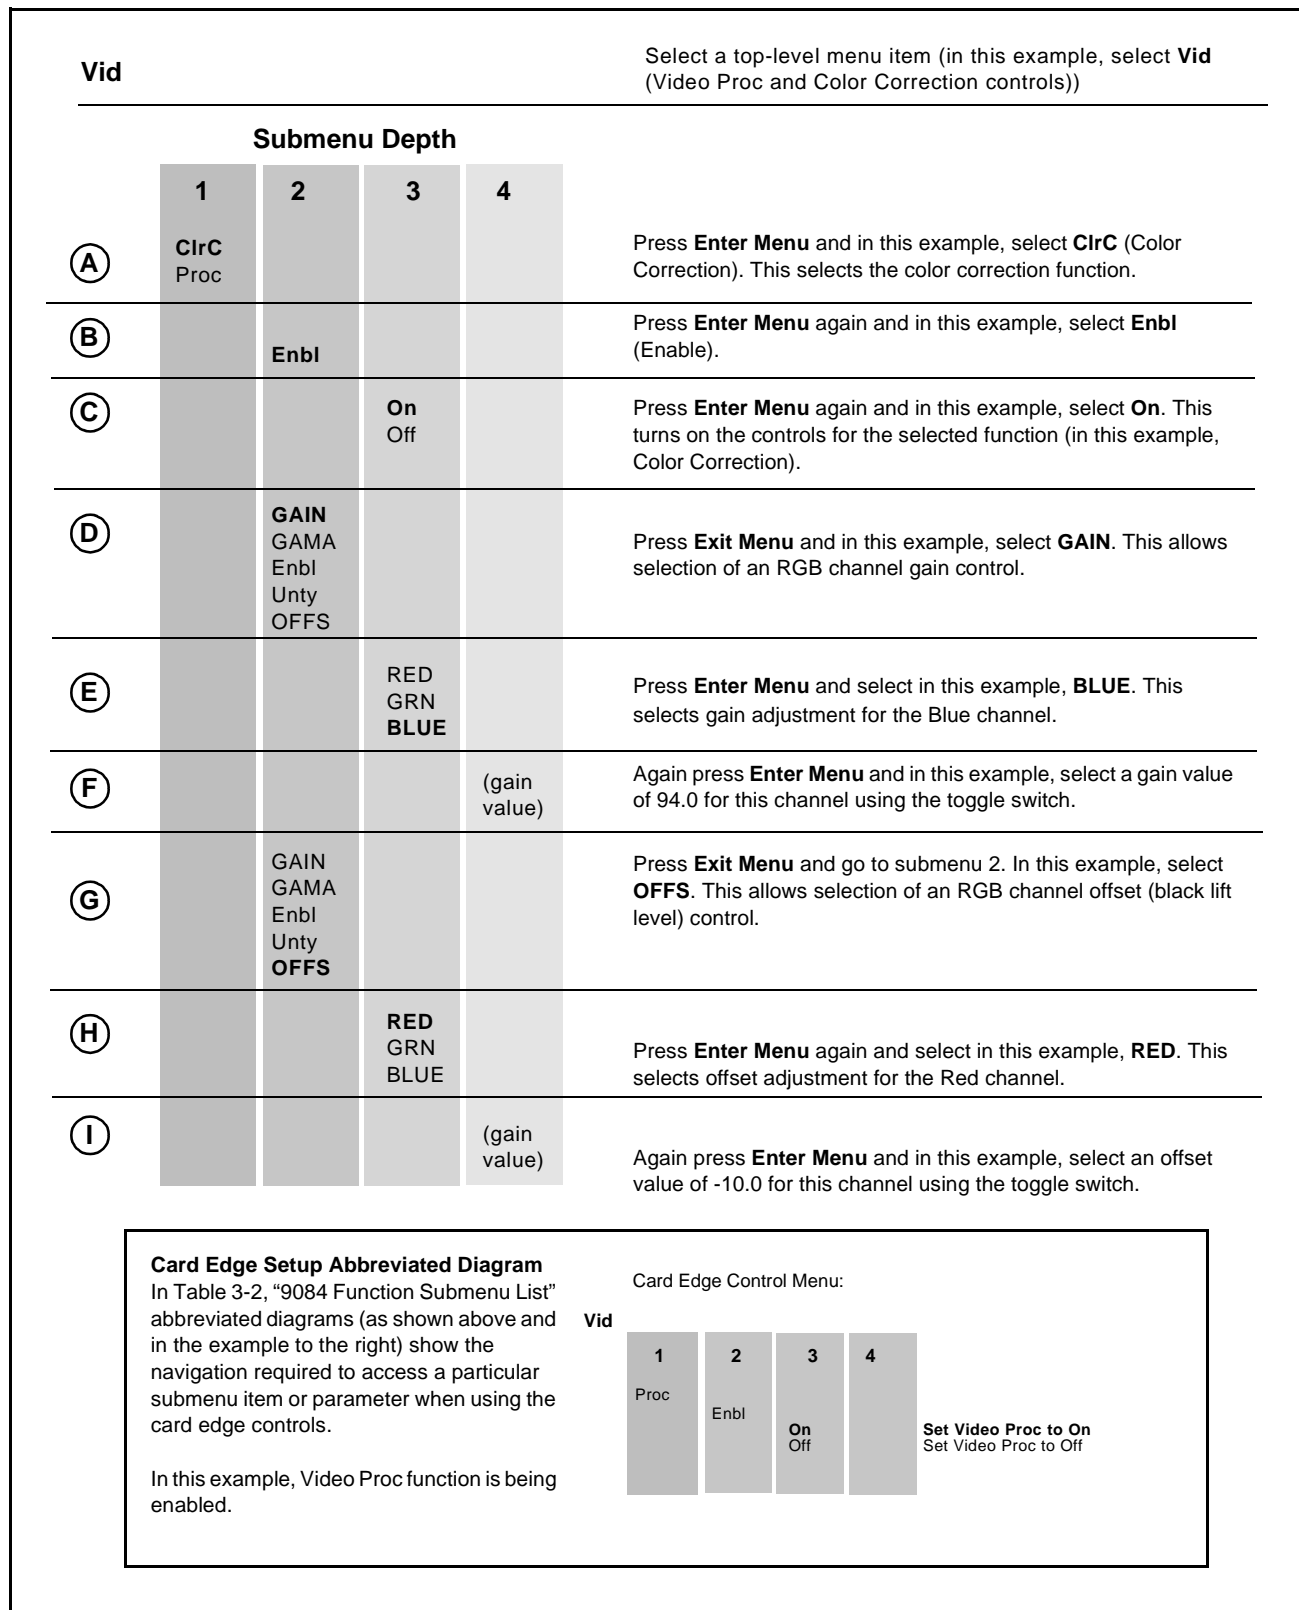 Vid
Select a top-level menu item (in this example, select Vid
(Video Proc and Color Correction controls))
Submenu Depth
1 2 3 4
A
ClrC
Proc
Press Enter Menu and in this example, select ClrC (Color
Correction). This selects the color correction function.
B
Enbl
Press Enter Menu again and in this example, select Enbl
(Enable).
C
On
Off
Press Enter Menu again and in this example, select On. This
turns on the controls for the selected function (in this example,
Color Correction).
D
GAIN
GAMA
Enbl
Unty
OFFS
Press Exit Menu and in this example, select GAIN. This allows
selection of an RGB channel gain control.
E
RED
GRN
BLUE
Press Enter Menu and select in this example, BLUE. This
selects gain adjustment for the Blue channel.
F
(gain
value)
Again press Enter Menu and in this example, select a gain value
of 94.0 for this channel using the toggle switch.
G
GAIN
GAMA
Enbl
Unty
OFFS
Press Exit Menu and go to submenu 2. In this example, select
OFFS. This allows selection of an RGB channel offset (black lift
level) control.
H
RED
GRN
BLUE
Press Enter Menu again and select in this example, RED. This
selects offset adjustment for the Red channel.
I
(gain
value)
Again press Enter Menu and in this example, select an offset
value of -10.0 for this channel using the toggle switch.
Card Edge Setup Abbreviated Diagram
In Table 3-2, “9084 Function Submenu List”
abbreviated diagrams (as shown above and
in the example to the right) show the
navigation required to access a particular
submenu item or parameter when using the
card edge controls.
In this example, Video Proc function is being
enabled.
Card Edge Control Menu:
Vid
1 2 3 4
Proc
Enbl
On
Off
Set Video Proc to On
Set Video Proc to Off